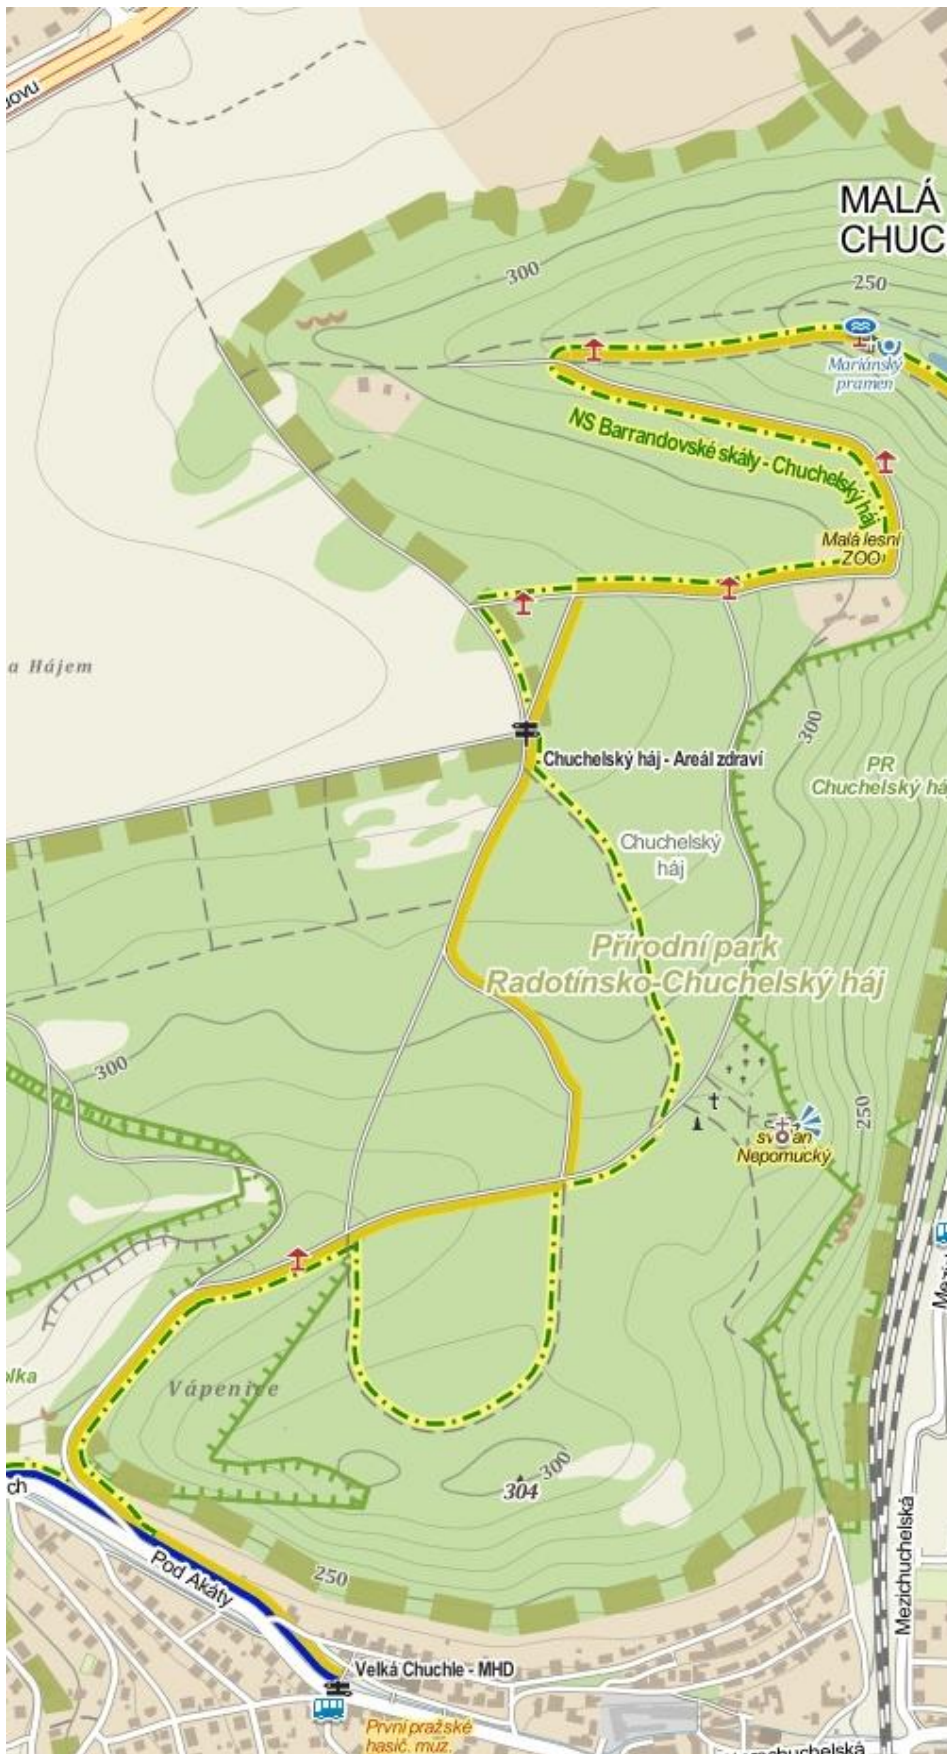 ovu
MALÁ
CHUC
300
250
Mariánský
pramen
NS Barrandovské skály - Chuchelský háj
Malá lesní
ZOO
a Hájem
300
PR
Chuchelský há
Chuchelský háj - Areál zdraví
Chuchelský
háj
Přírodní park
Radotínsko-Chuchelský háj
300
250
Nepomucký
Vápenice
lka
ch
300
304
250
Pod Akáty
Mezichuchelská
Velká Chuchle - MHD
První pražské
hasič. muz.
chuchelská